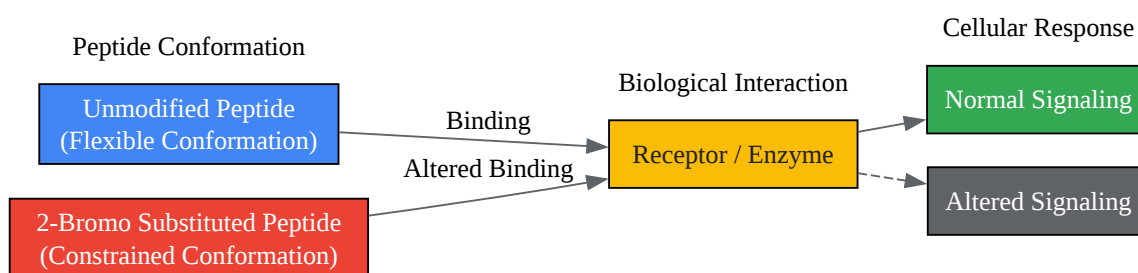 Peptide Conformation
Unmodified Peptide
(Flexible Conformation)
2-Bromo Substituted Peptide
(Constrained Conformation)
Binding
Altered Binding
Biological Interaction
Receptor / Enzyme
Cellular Response
Normal Signaling
Altered Signaling